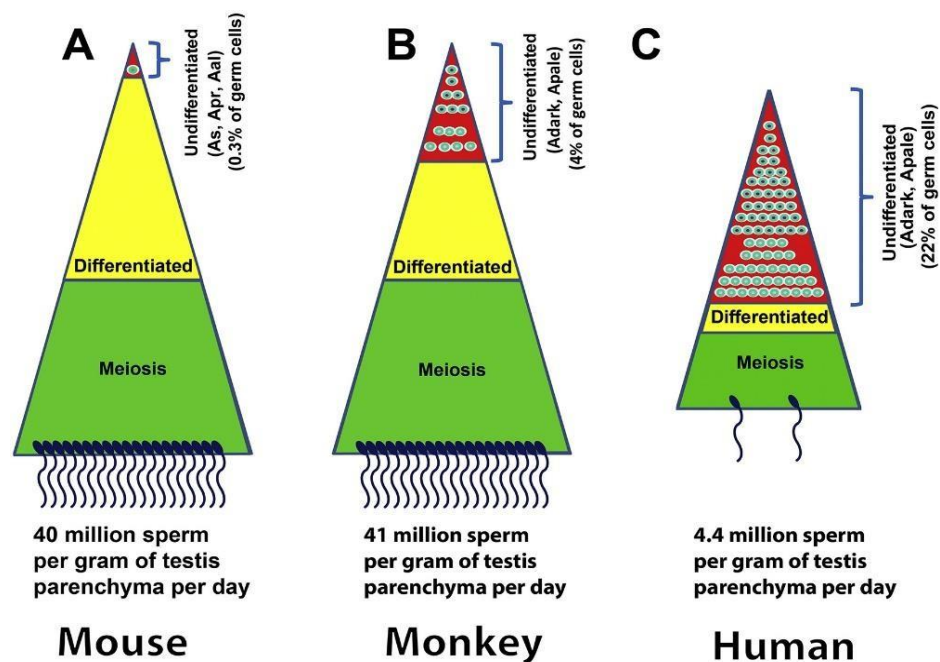 A
Undifferentiated
(As, Apr, Aal)
(0.3% of germ cells)
Differentiated
Meiosis
40 million sperm
per gram of testis
parenchyma per day
Mouse
B
Undifferentiated
(Adark, Apale)
(4% of germ cells)
Differentiated
Meiosis
41 million sperm
per gram of testis
parenchyma per day
Monkey
C
Undifferentiated
(Adark, Apale)
(22% of germ cells)
Differentiated
Meiosis
4.4 million sperm
per gram of testis
parenchyma per day
Human